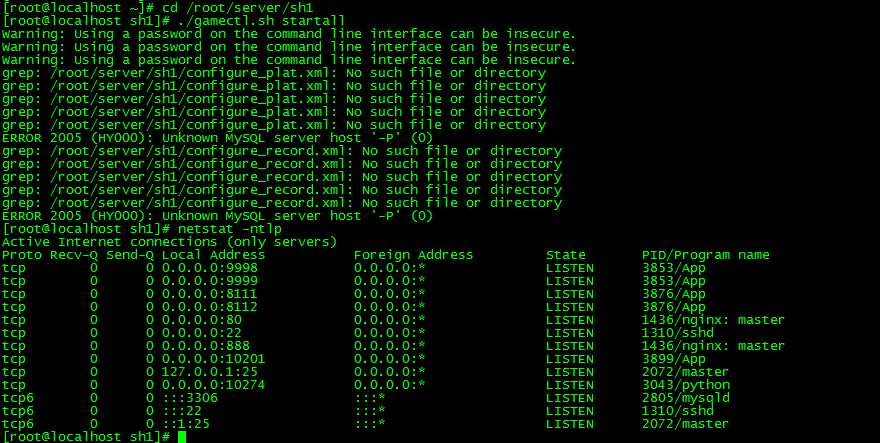 [root@localhost ~]# cd /root/server/sh1
[root@localhost sh1]# ./gamectl.sh startall
Warning: Using a password on the command line interface can be insecure.
Warning: Using a password on the command line interface can be insecure.
Warning: Using a password on the command line interface can be insecure.
grep: /root/server/sh1/configure_plat.xml: No such file or directory
grep: /root/server/sh1/configure_plat.xml: No such file or directory
grep: /root/server/sh1/configure_plat.xml: No such file or directory
grep: /root/server/sh1/configure_plat.xml: No such file or directory
grep: /root/server/sh1/configure_plat.xml: No such file or directory
ERROR 2005 (HY000): Unknown MySQL server host '-P' (0)
grep: /root/server/sh1/configure_record.xml: No such file or directory
grep: /root/server/sh1/configure_record.xml: No such file or directory
grep: /root/server/sh1/configure_record.xml: No such file or directory
grep: /root/server/sh1/configure_record.xml: No such file or directory
grep: /root/server/sh1/configure_record.xml: No such file or directory
ERROR 2005 (HY000): Unknown MySQL server host '-P' (0)
[root@localhost sh1]# netstat -ntlp
Active Internet connections (only servers)
Proto Recv-Q Send-Q Local Address           Foreign Address         State       PID/Program name
tcp        0      0 0.0.0.0:9998            0.0.0.0:*               LISTEN      3853/App
tcp        0      0 0.0.0.0:9999            0.0.0.0:*               LISTEN      3853/App
tcp        0      0 0.0.0.0:8111            0.0.0.0:*               LISTEN      3876/App
tcp        0      0 0.0.0.0:8112            0.0.0.0:*               LISTEN      3876/App
tcp        0      0 0.0.0.0:80              0.0.0.0:*               LISTEN      1436/nginx: master
tcp        0      0 0.0.0.0:22              0.0.0.0:*               LISTEN      1310/sshd
tcp        0      0 0.0.0.0:888             0.0.0.0:*               LISTEN      1436/nginx: master
tcp        0      0 0.0.0.0:10201           0.0.0.0:*               LISTEN      3899/App
tcp        0      0 127.0.0.1:25            0.0.0.0:*               LISTEN      2072/master
tcp        0      0 0.0.0.0:10274           0.0.0.0:*               LISTEN      3043/python
tcp6       0      0 :::3306                 :::*                    LISTEN      2805/mysqld
tcp6       0      0 :::22                   :::*                    LISTEN      1310/sshd
tcp6       0      0 ::1:25                  :::*                    LISTEN      2072/master
[root@localhost sh1]#